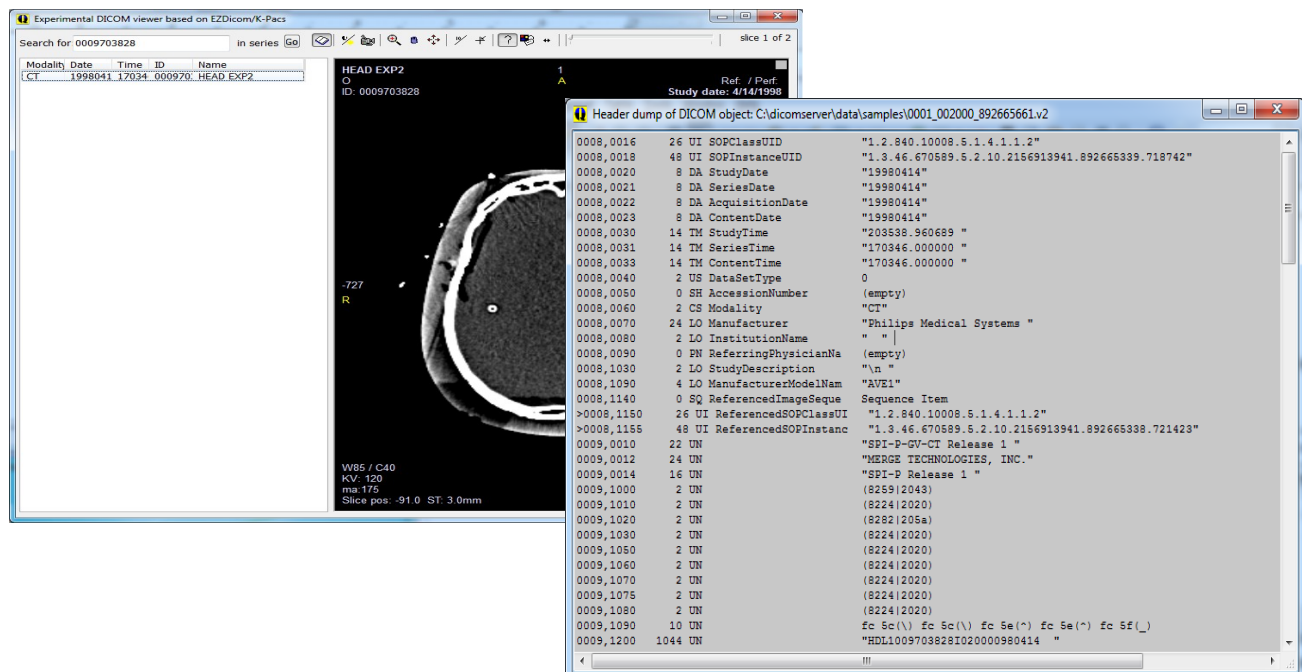 Experimental DICOM viewer based on EZDicom/K-Pacs
Search for 0009703828 in series Go slice 1 of 2
Modality Date Time ID Name
CT 1998041 17034 000970: HEAD EXP2
HEAD EXP2
O
ID: 0009703828
1
A
Ref: / Perf:
Study date: 4/14/1998
-727
R
W85 / C40
KV: 120
ma:175
Slice pos: -91.0 ST: 3.0mm
Header dump of DICOM object: C:\dicomserver\data\samples\0001_002000_892665661.v2
0008,0016 26 UI SOPClassUID "1.2.840.10008.5.1.4.1.1.2"
0008,0018 48 UI SOPInstanceUID "1.3.46.670589.5.2.10.2156913941.892665339.718742"
0008,0020 8 DA StudyDate "19980414"
0008,0021 8 DA SeriesDate "19980414"
0008,0022 8 DA AcquisitionDate "19980414"
0008,0023 8 DA ContentDate "19980414"
0008,0030 14 TM StudyTime "203538.960689 "
0008,0031 14 TM SeriesTime "170346.000000 "
0008,0033 14 TM ContentTime "170346.000000 "
0008,0040 2 US DataSetType 0
0008,0050 0 SH AccessionNumber (empty)
0008,0060 2 CS Modality "CT"
0008,0070 24 LO Manufacturer "Philips Medical Systems "
0008,0080 2 LO InstitutionName "  "
0008,0090 0 PN ReferringPhysicianNa (empty)
0008,1030 2 LO StudyDescription "\n "
0008,1090 4 LO ManufacturerModelNam "AVE1"
0008,1140 0 SQ ReferencedImageSeque Sequence Item
>0008,1150 26 UI ReferencedSOPClassUI "1.2.840.10008.5.1.4.1.1.2"
>0008,1155 48 UI ReferencedSOPInstanc "1.3.46.670589.5.2.10.2156913941.892665338.721423"
0009,0010 22 UN "SPI-P-GV-CT Release 1 "
0009,0012 24 UN "MERGE TECHNOLOGIES, INC."
0009,0014 16 UN "SPI-P Release 1 "
0009,1000 2 UN (8259|2043)
0009,1010 2 UN (8224|2020)
0009,1020 2 UN (8282|205a)
0009,1030 2 UN (8224|2020)
0009,1050 2 UN (8224|2020)
0009,1060 2 UN (8224|2020)
0009,1070 2 UN (8224|2020)
0009,1075 2 UN (8224|2020)
0009,1080 2 UN (8224|2020)
0009,1090 10 UN fc 5c(\) fc 5c(\) fc 5e(^) fc 5e(^) fc 5f(_)
0009,1200 1044 UN "HDL1009703828I020000980414  "